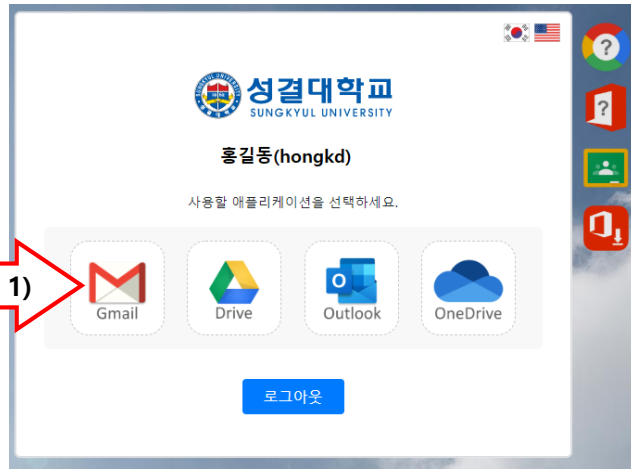 성결대학교
SUNGKYUL UNIVERSITY
홍길동(hongkd)
사용할 애플리케이션을 선택하세요.
1)
Gmail
Drive
Outlook
OneDrive
로그아웃